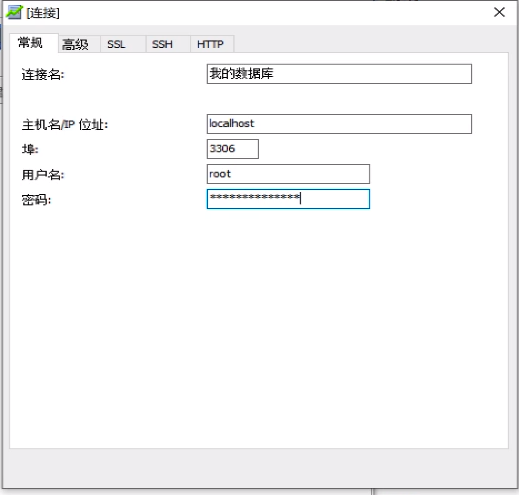 [连接]
常规 高级 SSL SSH HTTP
连接名: 我的数据库
主机名/IP 位址: localhost
埠: 3306
用户名: root
密码: **************